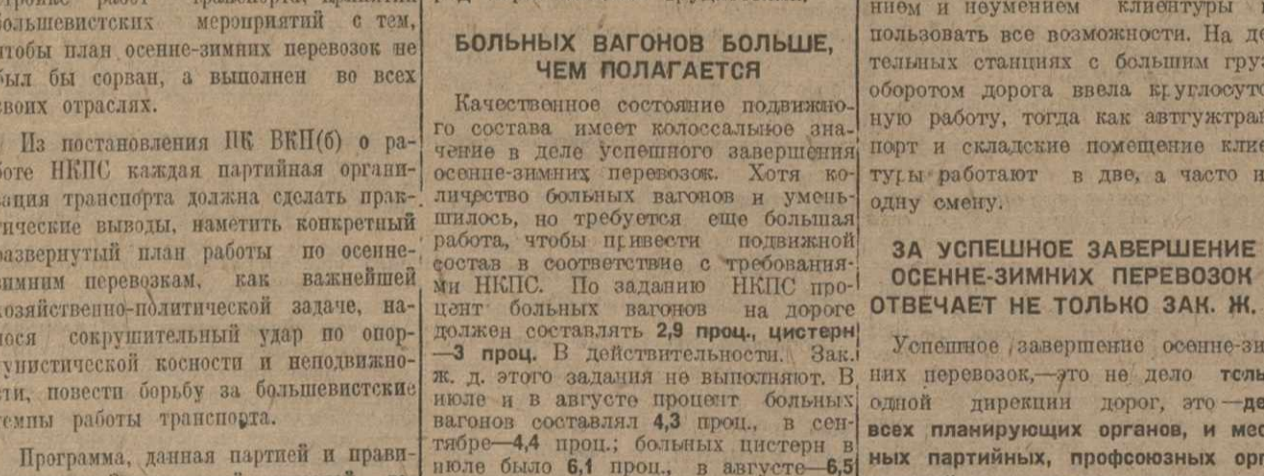 большевистских мероприятий с тем,
чтобы план осенне-зимних перевозок не
был бы сорван, а выполнен во всех
своих отраслях.
Из постановления ЦК ВКП(б) о ра-
боте НКПС каждая партийная органи-
зация транспорта должна сделать прак-
тические выводы, наметить конкретный
развернутый план работы по осенне-
зимним перевозкам, как важнейшей
хозяйственно-политической задаче, на-
нося сокрушительный удар по опор-
тунистической косности и неподвижно-
сти, повести борьбу за большевистские
темпы работы транспорта.
Программа, данная партией и прави-
БОЛЬНЫХ ВАГОНОВ БОЛЬШЕ,
ЧЕМ ПОЛАГАЕТСЯ
Качественное состояние подвижно-
го состава имеет колоссальное зна-
чение в деле успешного завершения
осенне-зимних перевозок. Хотя ко-
личество больных вагонов и умень-
шилось, но требуется еще большая
работа, чтобы привести подвижной
состав в соответствие с требования-
ми НКПС. По заданию НКПС про-
цент больных вагонов на дороге
должен составлять 2,9 проц., цистерн
—3 проц. В действительности. Зак.
ж. д. этого задания не выполняют. В
июле и в августе процент больных
вагонов составлял 4,3 проц., в сен-
тябре—4,4 проц.; больных цистерн в
июле было 6,1 проц., в августе—6,5
нием и неумением клиентуры
пользовать все возможности. На де
тельных станциях с большим груз
оборотом дорога ввела круглосуто
ную работу, тогда как автгужтран
порт и складские помещение клие
туры работают в две, а часто и
одну смену.
ЗА УСПЕШНОЕ ЗАВЕРШЕНИЕ
ОСЕННЕ-ЗИМНИХ ПЕРЕВОЗОК
ОТВЕЧАЕТ НЕ ТОЛЬКО ЗАК. Ж.
Успешное завершение осенне-зи
них перевозок,—это не дело толь
одной дирекции дорог, это —де
всех планирующих органов, и мес
ных партийных, профсоюзных орг